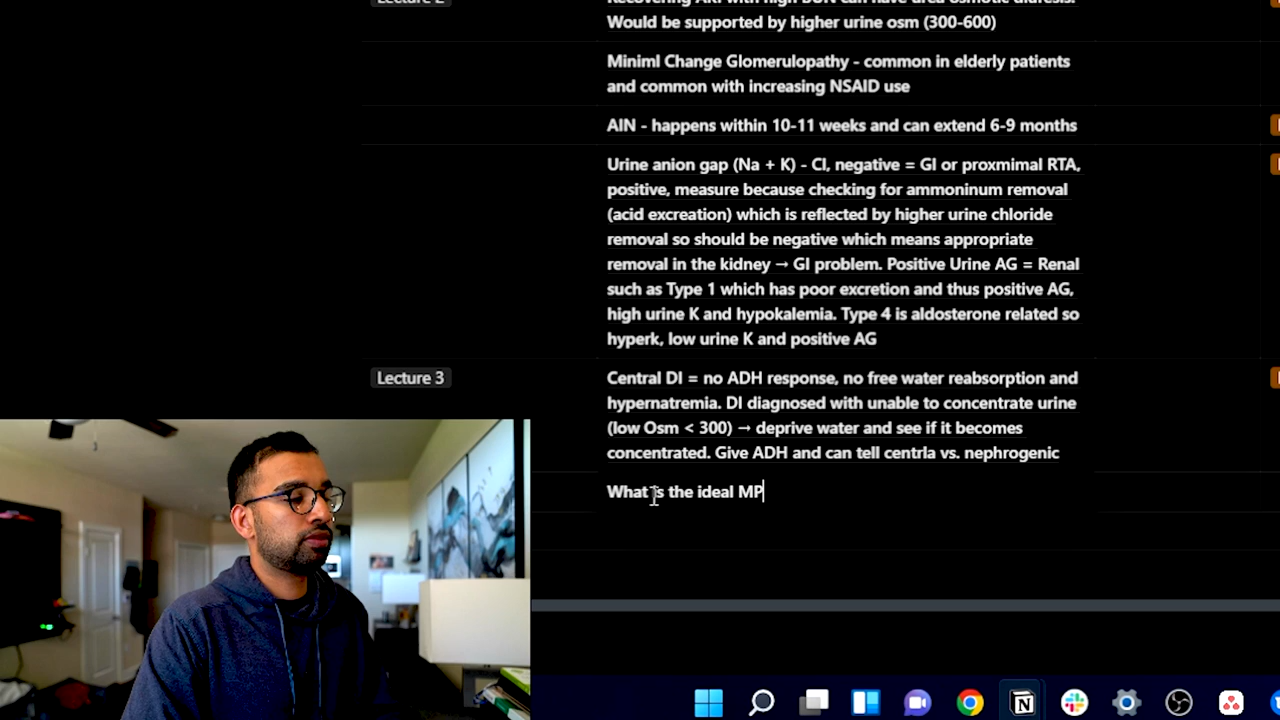 Lecture 2
Recovering AKI with high BUN can have urea osmotic diuresis.
Would be supported by higher urine osm (300-600)
Miniml Change Glomerulopathy - common in elderly patients
and common with increasing NSAID use
AIN - happens within 10-11 weeks and can extend 6-9 months
Urine anion gap (Na + K) - Cl, negative = GI or proxmimal RTA,
positive, measure because checking for ammoninum removal
(acid excreation) which is reflected by higher urine chloride
removal so should be negative which means appropriate
removal in the kidney → GI problem. Positive Urine AG = Renal
such as Type 1 which has poor excretion and thus positive AG,
high urine K and hypokalemia. Type 4 is aldosterone related so
hyperk, low urine K and positive AG
Lecture 3
Central DI = no ADH response, no free water reabsorption and
hypernatremia. DI diagnosed with unable to concentrate urine
(low Osm < 300) → deprive water and see if it becomes
concentrated. Give ADH and can tell centrla vs. nephrogenic
What is the ideal MP